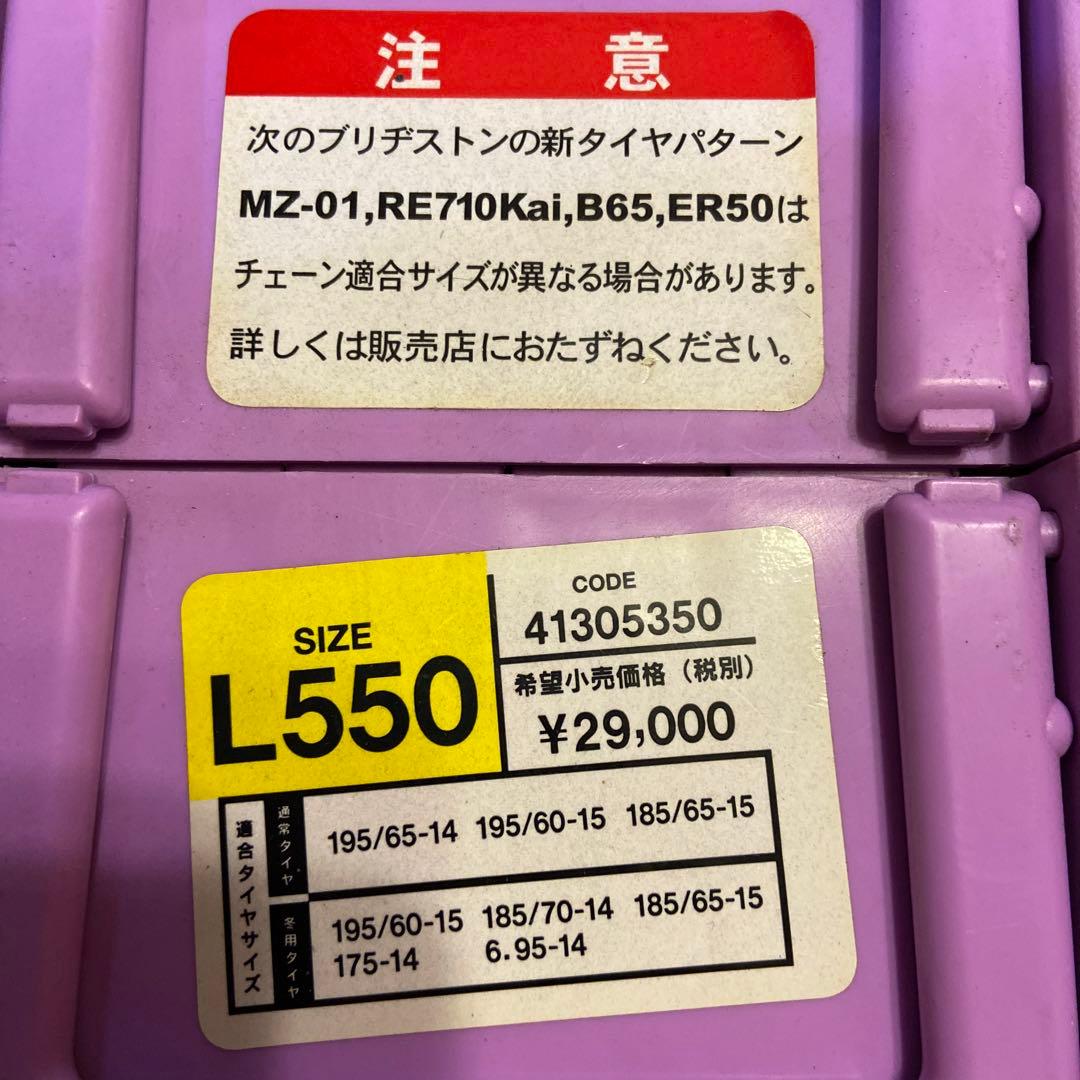 注 意
次のブリヂストンの新タイヤパターン
MZ-01,RE710Kai,B65,ER50は
チェーン適合サイズが異なる場合があります。
詳しくは販売店におたずねください。
SIZE
L550
CODE
41305350
希望小売価格（税別）
¥29,000
適合タイヤサイズ
通常タイヤ
195/65-14 195/60-15 185/65-15
冬用タイヤ
195/60-15 185/70-14 185/65-15
175-14 6.95-14